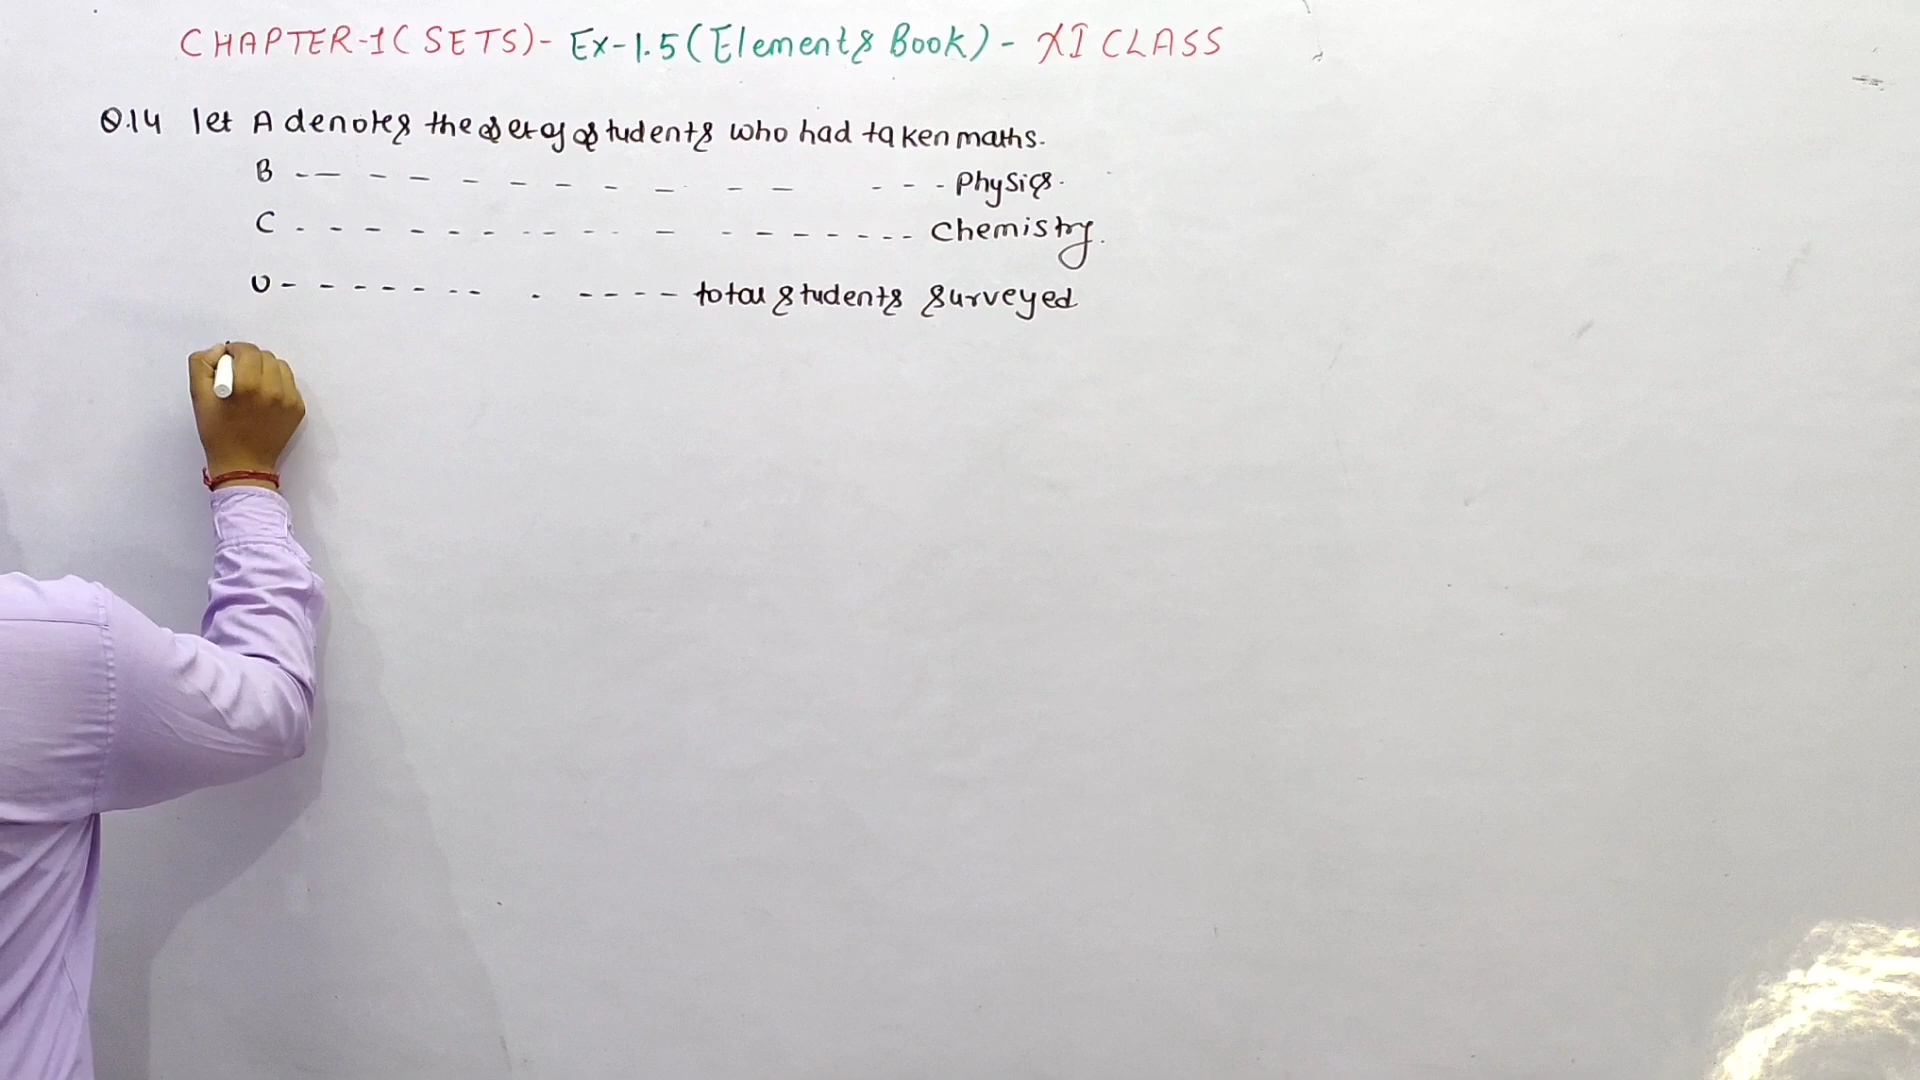 CHAPTER-1(SETS)- Ex-1.5(Elements Book)- XI CLASS
Q.14 let A denotes the set of students who had taken maths.
B - - - - - - - - - - - - - - Physics.
C - - - - - - - - - - - - - - - Chemistry.
U - - - - - - - - - - - - total students surveyed